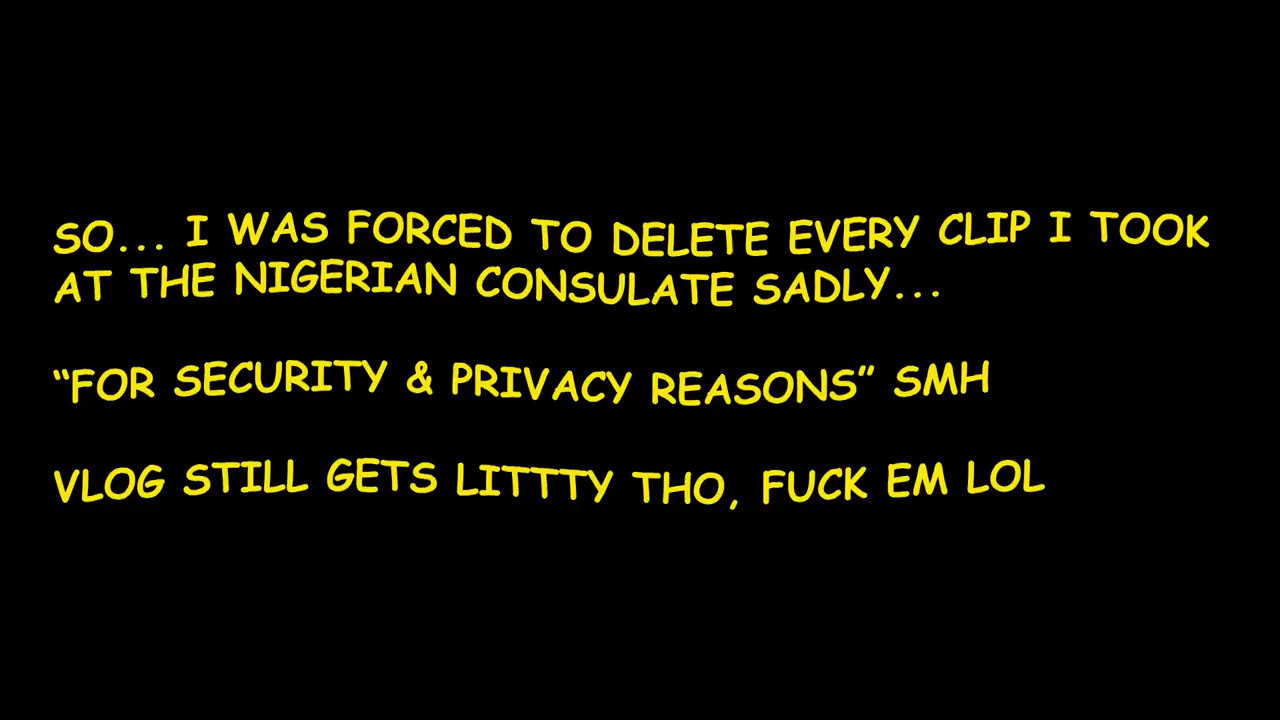 SO... I WAS FORCED TO DELETE EVERY CLIP I TOOK
AT THE NIGERIAN CONSULATE SADLY...
“FOR SECURITY & PRIVACY REASONS” SMH
VLOG STILL GETS LITTTY THO, FUCK EM LOL